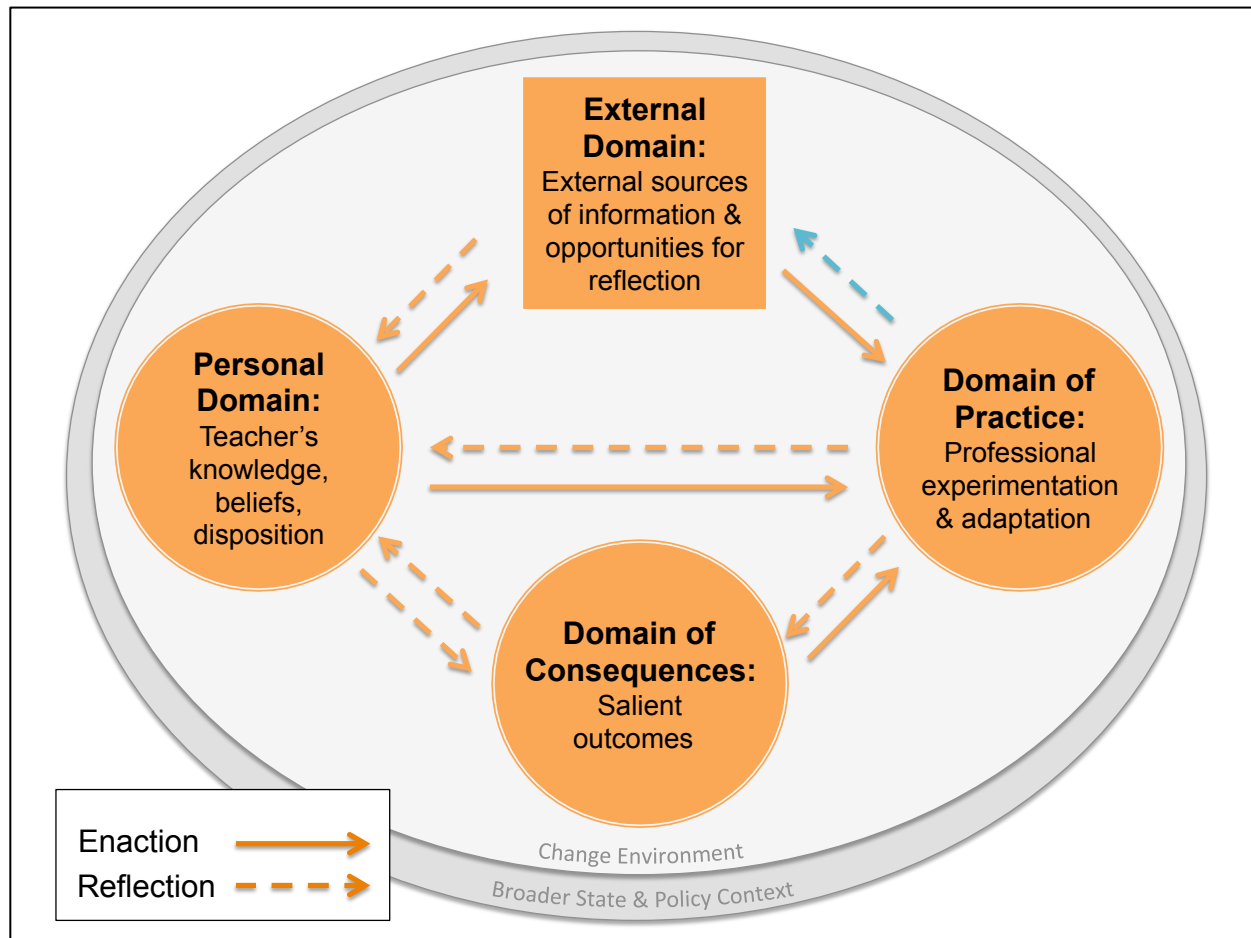 External
Domain:
External sources
of information &
opportunities for
reflection
Personal
Domain:
Teacher’s
knowledge,
beliefs,
disposition
Domain of
Practice:
Professional
experimentation
& adaptation
Domain of
Consequences:
Salient
outcomes
Enaction
Reflection
Change Environment
Broader State & Policy Context